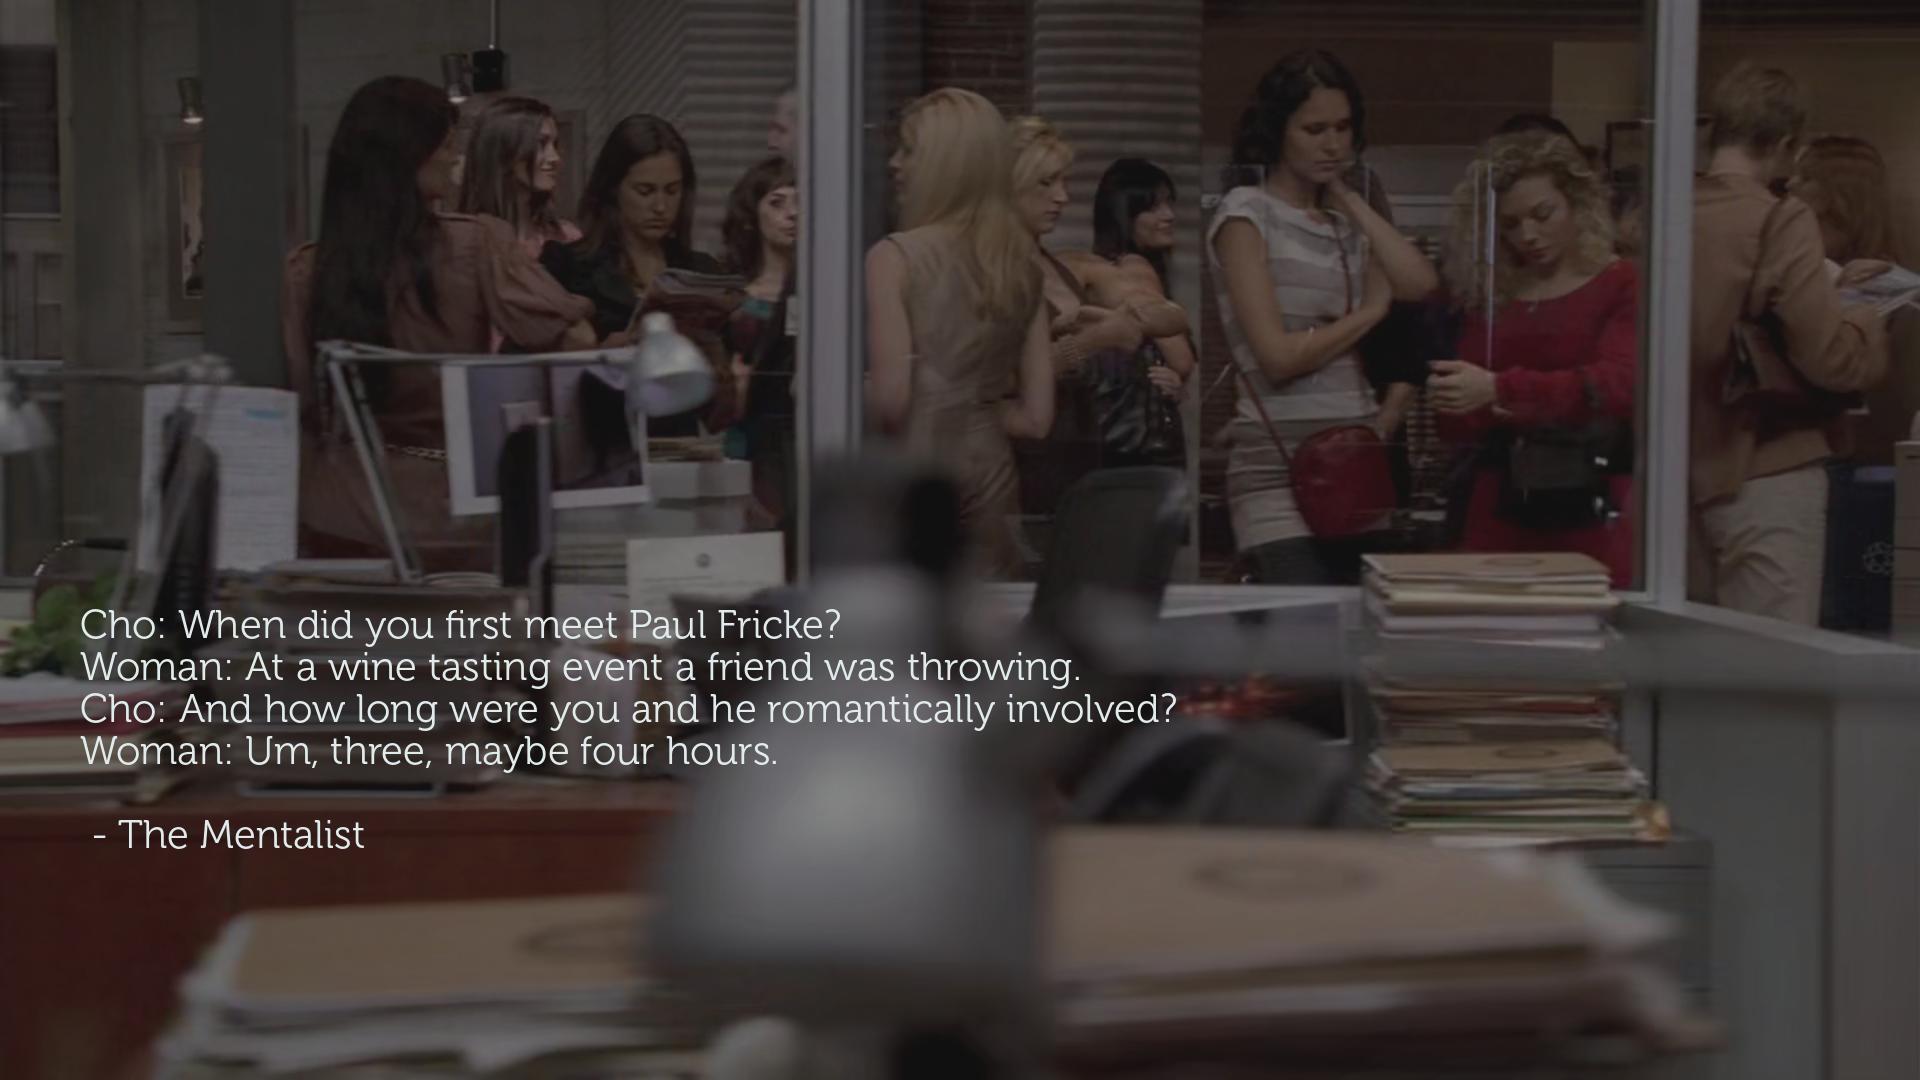 Cho: When did you first meet Paul Fricke?
Woman: At a wine tasting event a friend was throwing.
Cho: And how long were you and he romantically involved?
Woman: Um, three, maybe four hours.
- The Mentalist